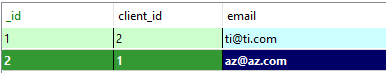 _id client_id email
1 2 ti@ti.com
2 1 az@az.com